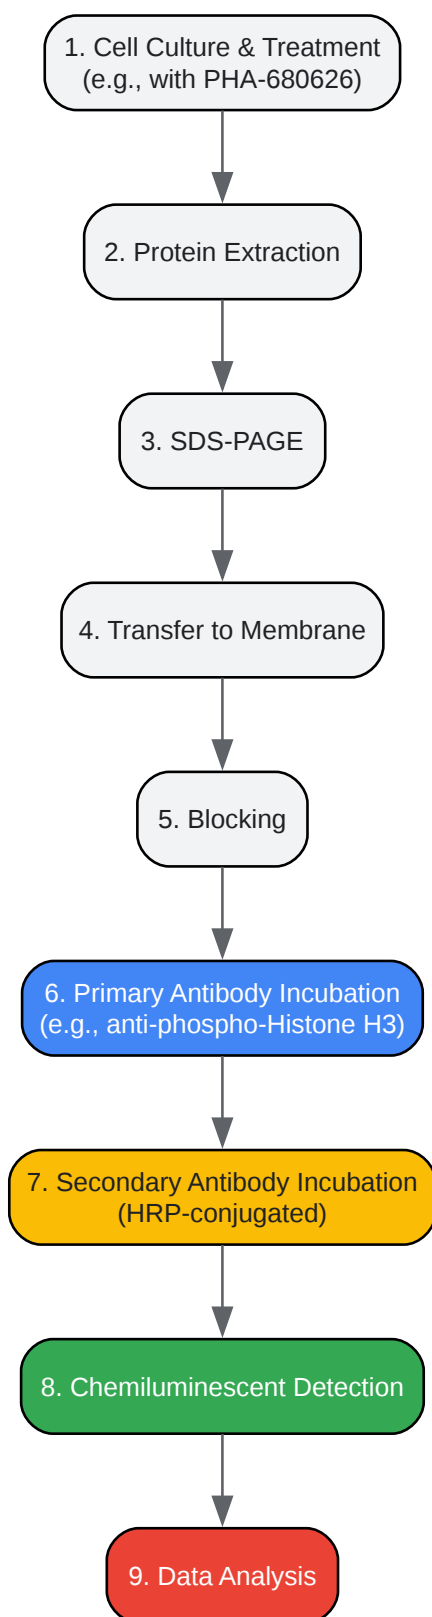 1. Cell Culture & Treatment
(e.g., with PHA-680626)
2. Protein Extraction
3. SDS-PAGE
4. Transfer to Membrane
5. Blocking
6. Primary Antibody Incubation
(e.g., anti-phospho-Histone H3)
7. Secondary Antibody Incubation
(HRP-conjugated)
8. Chemiluminescent Detection
9. Data Analysis